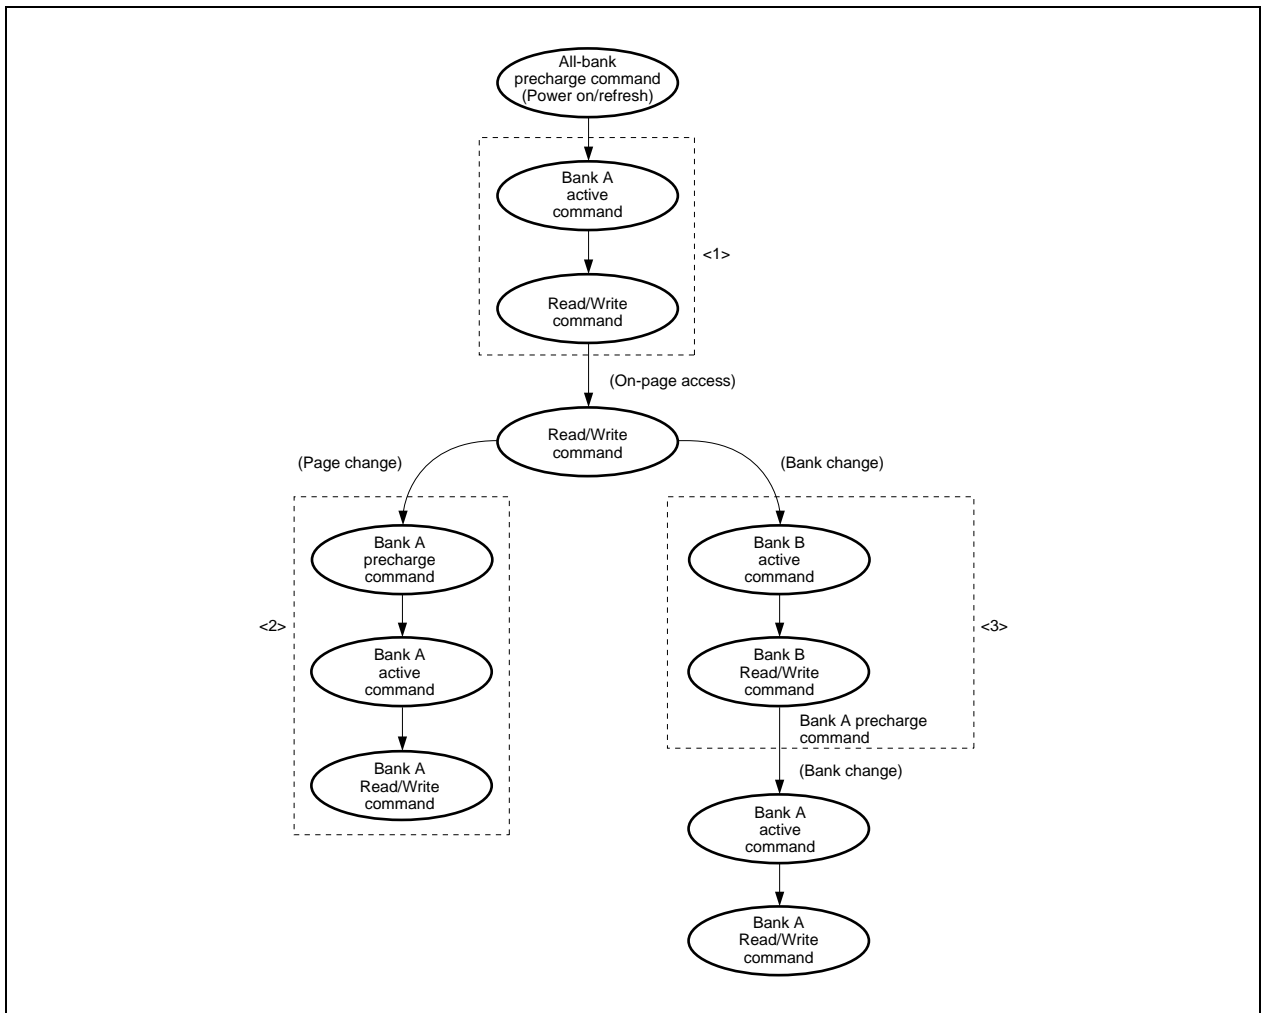 All-bank
precharge command
(Power on/refresh)
Bank A
active
command
<1>
Read/Write
command
(On-page access)
Read/Write
command
(Page change)
(Bank change)
Bank A
precharge
command
Bank B
active
command
<2>
<3>
Bank A
active
command
Bank B
Read/Write
command
Bank A precharge
command
Bank A
Read/Write
command
(Bank change)
Bank A
active
command
Bank A
Read/Write
command